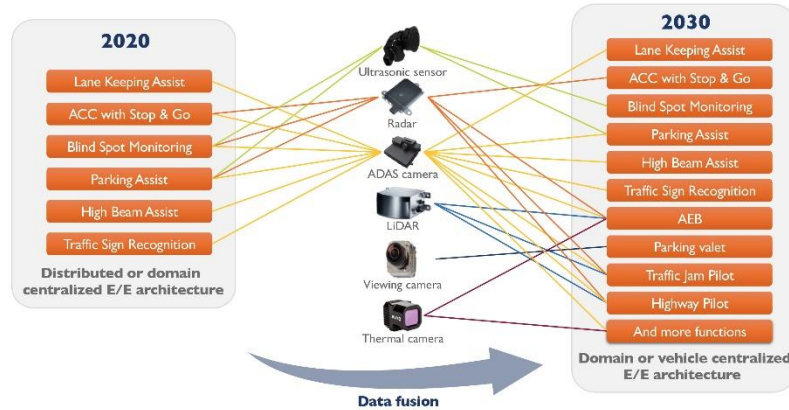 2020
Lane Keeping Assist
ACC with Stop & Go
Blind Spot Monitoring
Parking Assist
High Beam Assist
Traffic Sign Recognition
Distributed or domain
centralized E/E architecture
Ultrasonic sensor
Radar
ADAS camera
LiDAR
Viewing camera
Thermal camera
Data fusion
2030
Lane Keeping Assist
ACC with Stop & Go
Blind Spot Monitoring
Parking Assist
High Beam Assist
Traffic Sign Recognition
AEB
Parking valet
Traffic Jam Pilot
Highway Pilot
And more functions
Domain or vehicle centralized
E/E architecture